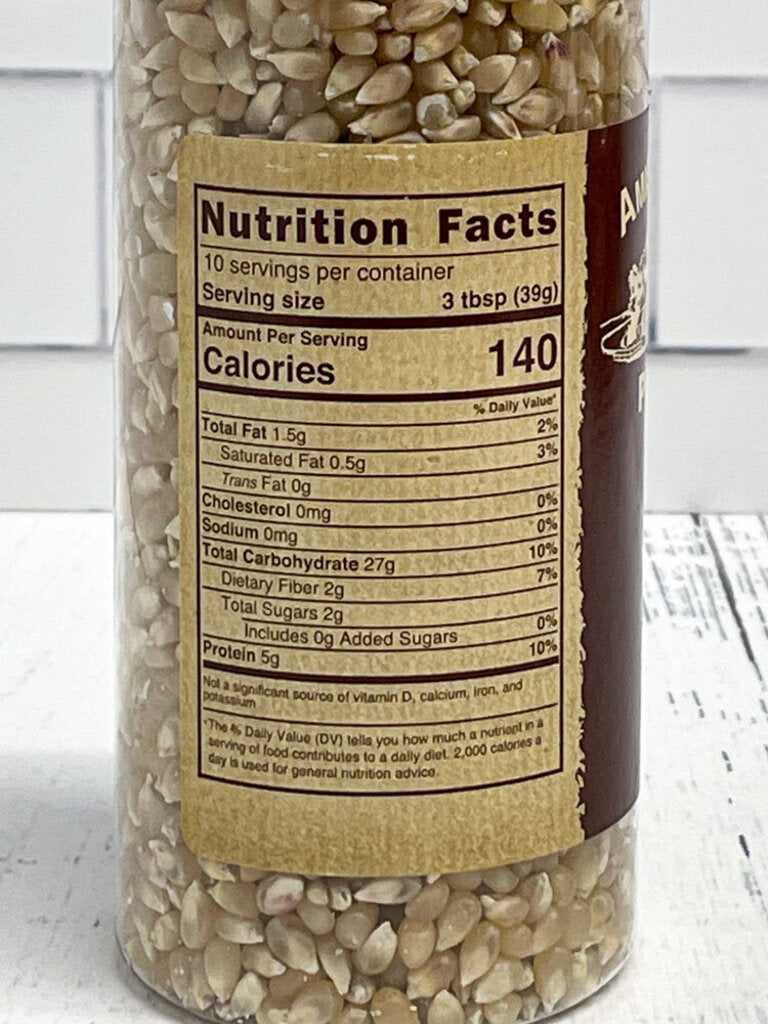 Nutrition Facts
10 servings per container
Serving size 3 tbsp (39g)
Amount Per Serving
Calories 140
% Daily Value*
Total Fat 1.5g 2%
Saturated Fat 0.5g 3%
Trans Fat 0g
Cholesterol 0mg 0%
Sodium 0mg 0%
Total Carbohydrate 27g 10%
Dietary Fiber 2g 7%
Total Sugars 2g
Includes 0g Added Sugars 0%
Protein 5g 10%
Not a significant source of vitamin D, calcium, iron, and
potassium
*The % Daily Value (DV) tells you how much a nutrient in a
serving of food contributes to a daily diet. 2,000 calories a
day is used for general nutrition advice.